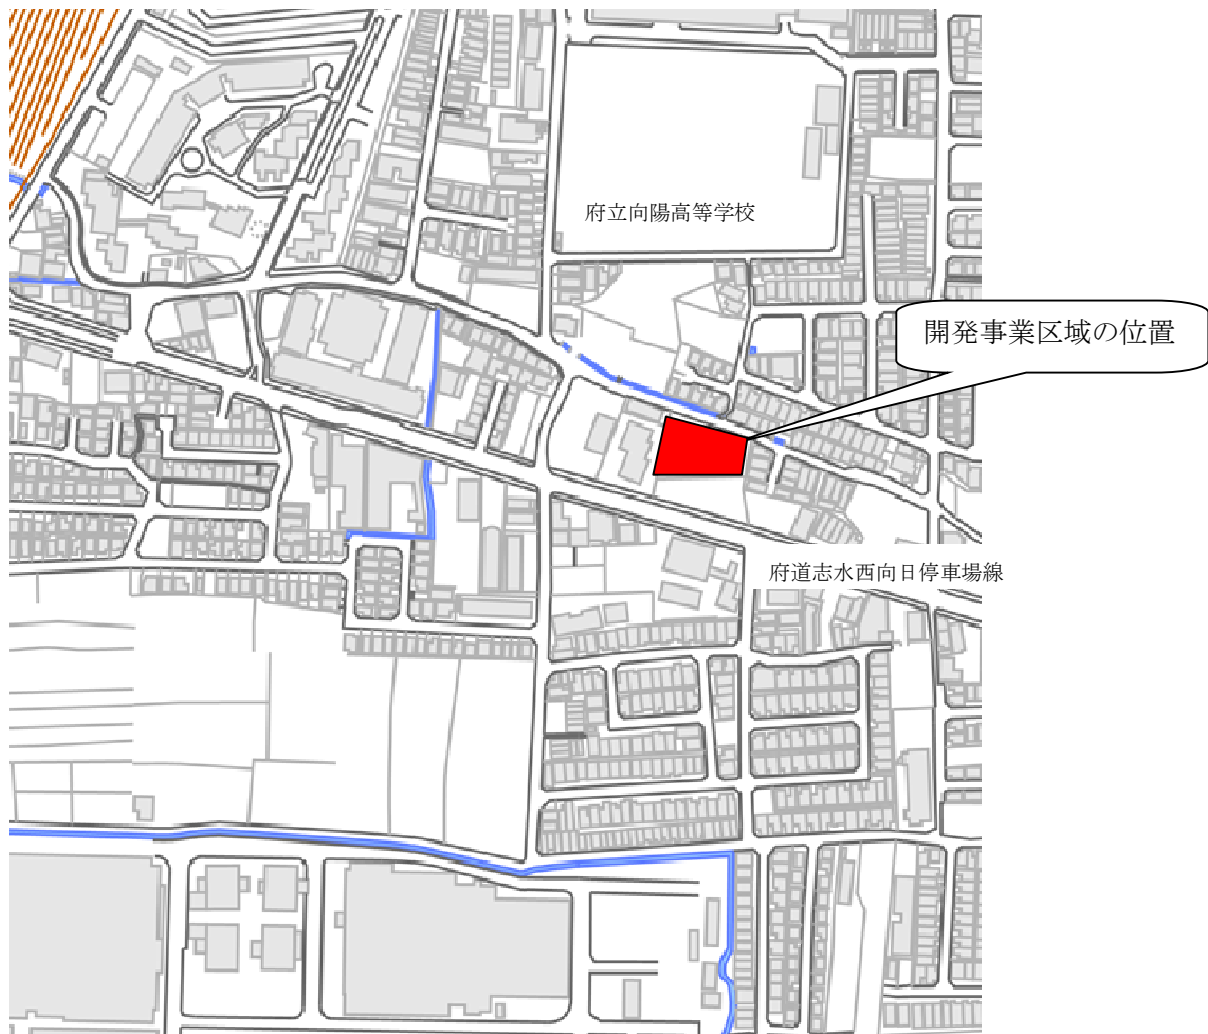 府立向陽高等学校
開発事業区域の位置
府道志水西向日停車場線